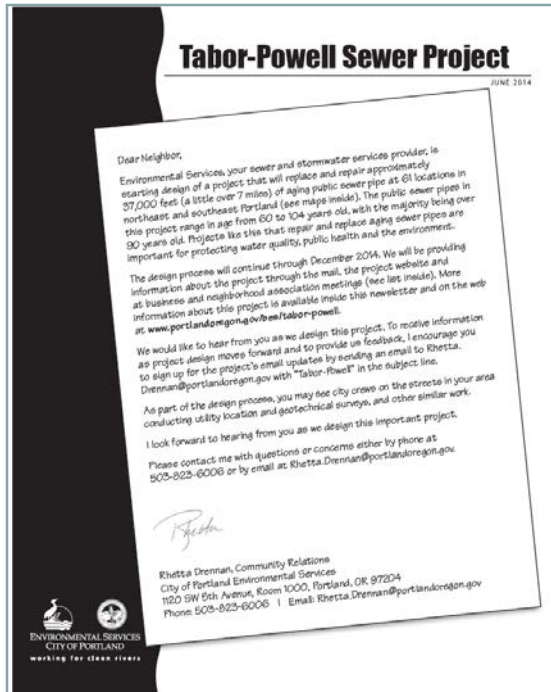 Tabor-Powell Sewer Project
JUNE 2014
Dear Neighbor,
Environmental Services, your sewer and stormwater services provider, is
starting design of a project that will replace and repair approximately
37,000 feet (a little over 7 miles) of aging public sewer pipe at 61 locations in
northeast and southeast Portland (see maps inside). The public sewer pipes in
this project range in age from 60 to 104 years old, with the majority being over
90 years old. Projects like this that repair and replace aging sewer pipes are
important for protecting water quality, public health and the environment.
The design process will continue through December 2014. We will be providing
information about the project through the mail, the project website and
at business and neighborhood association meetings (see list inside). More
information about this project is available inside this newsletter and on the web
at www.portlandoregon.gov/bes/tabor-powell.
We would like to hear from you as we design this project. To receive information
as project design moves forward and to provide us feedback, I encourage you
to sign up for the project's email updates by sending an email to Rhetta.
Drennan@portlandoregon.gov with "Tabor-Powell" in the subject line.
As part of the design process, you may see city crews on the streets in your area
conducting utility location and geotechnical surveys, and other similar work.
I look forward to hearing from you as we design this important project.
Please contact me with questions or concerns either by phone at
503-823-6006 or by email at Rhetta.Drennan@portlandoregon.gov.
Rhetta
Rhetta Drennan, Community Relations
City of Portland Environmental Services
1120 SW 5th Avenue, Room 1000, Portland, OR 97204
Phone: 503-823-6006 | Email: Rhetta.Drennan@portlandoregon.gov
ENVIRONMENTAL SERVICES
CITY OF PORTLAND
working for clean rivers